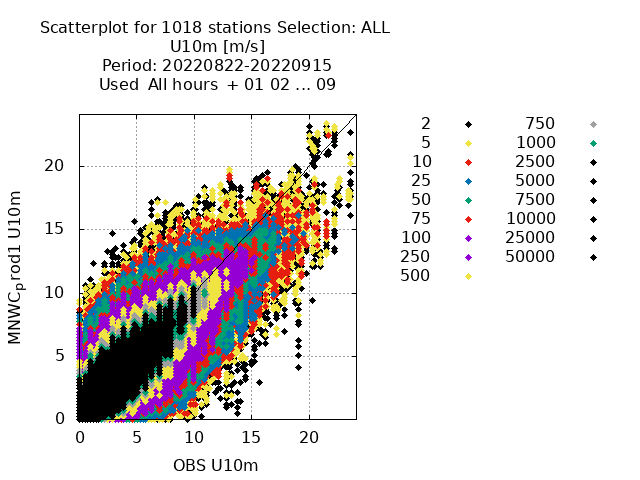 Scatterplot for 1018 stations Selection: ALL
U10m [m/s]
Period: 20220822-20220915
Used All hours + 01 02 ... 09
MNWCprod1 U10m
20
15
10
5
0
0 5 10 15 20
OBS U10m
2 750
5 1000
10 2500
25 5000
50 7500
75 10000
100 25000
250 50000
500